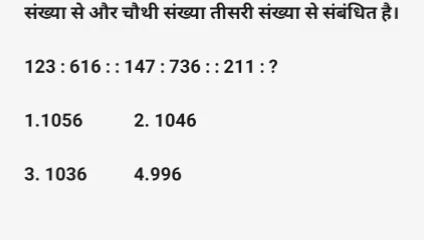 संख्या से और चौथी संख्या तीसरी संख्या से संबंधित है।
123 : 616 : : 147 : 736 : : 211 : ?
1.1056 2. 1046
3. 1036 4.996